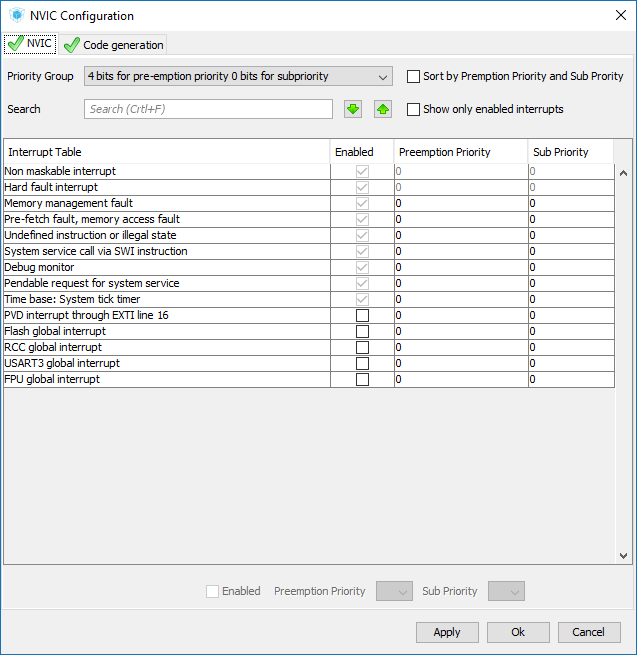 NVIC Configuration
NVIC Code generation
Priority Group 4 bits for pre-emption priority 0 bits for subpriority Sort by Premption Priority and Sub Prority
Search Search (Crtl+F) Show only enabled interrupts
Interrupt Table Enabled Preemption Priority Sub Priority
Non maskable interrupt 0 0
Hard fault interrupt 0 0
Memory management fault 0 0
Pre-fetch fault, memory access fault 0 0
Undefined instruction or illegal state 0 0
System service call via SWI instruction 0 0
Debug monitor 0 0
Pendable request for system service 0 0
Time base: System tick timer 0 0
PVD interrupt through EXTI line 16 0 0
Flash global interrupt 0 0
RCC global interrupt 0 0
USART3 global interrupt 0 0
FPU global interrupt 0 0
Enabled Preemption Priority Sub Priority
Apply Ok Cancel